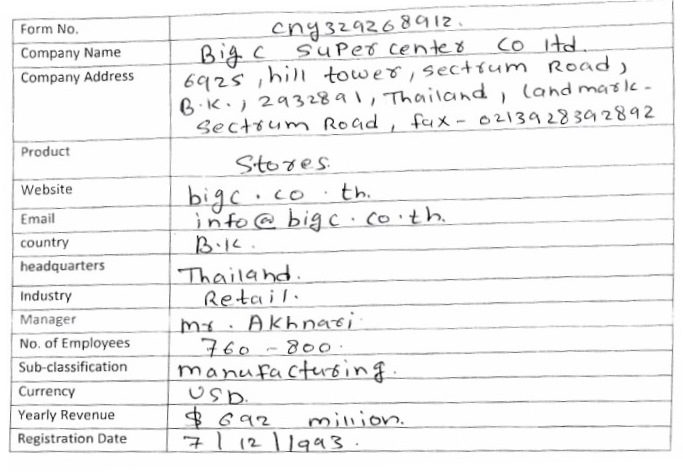 Form No. cny329268912.
Company Name Big C Super center Co ltd.
Company Address 6925, hill tower, sectrum Road,
B.K., 2932891, Thailand, landmark-
Sectrum Road, fax - 0213928392892
Product Stores.
Website bigc.co.th.
Email info@bigc.co.th.
country B.K.
headquarters Thailand.
Industry Retail.
Manager mr. Akhnari
No. of Employees 760 - 800.
Sub-classification manufacturing.
Currency USD.
Yearly Revenue $ 692 million.
Registration Date 7/12/1993.